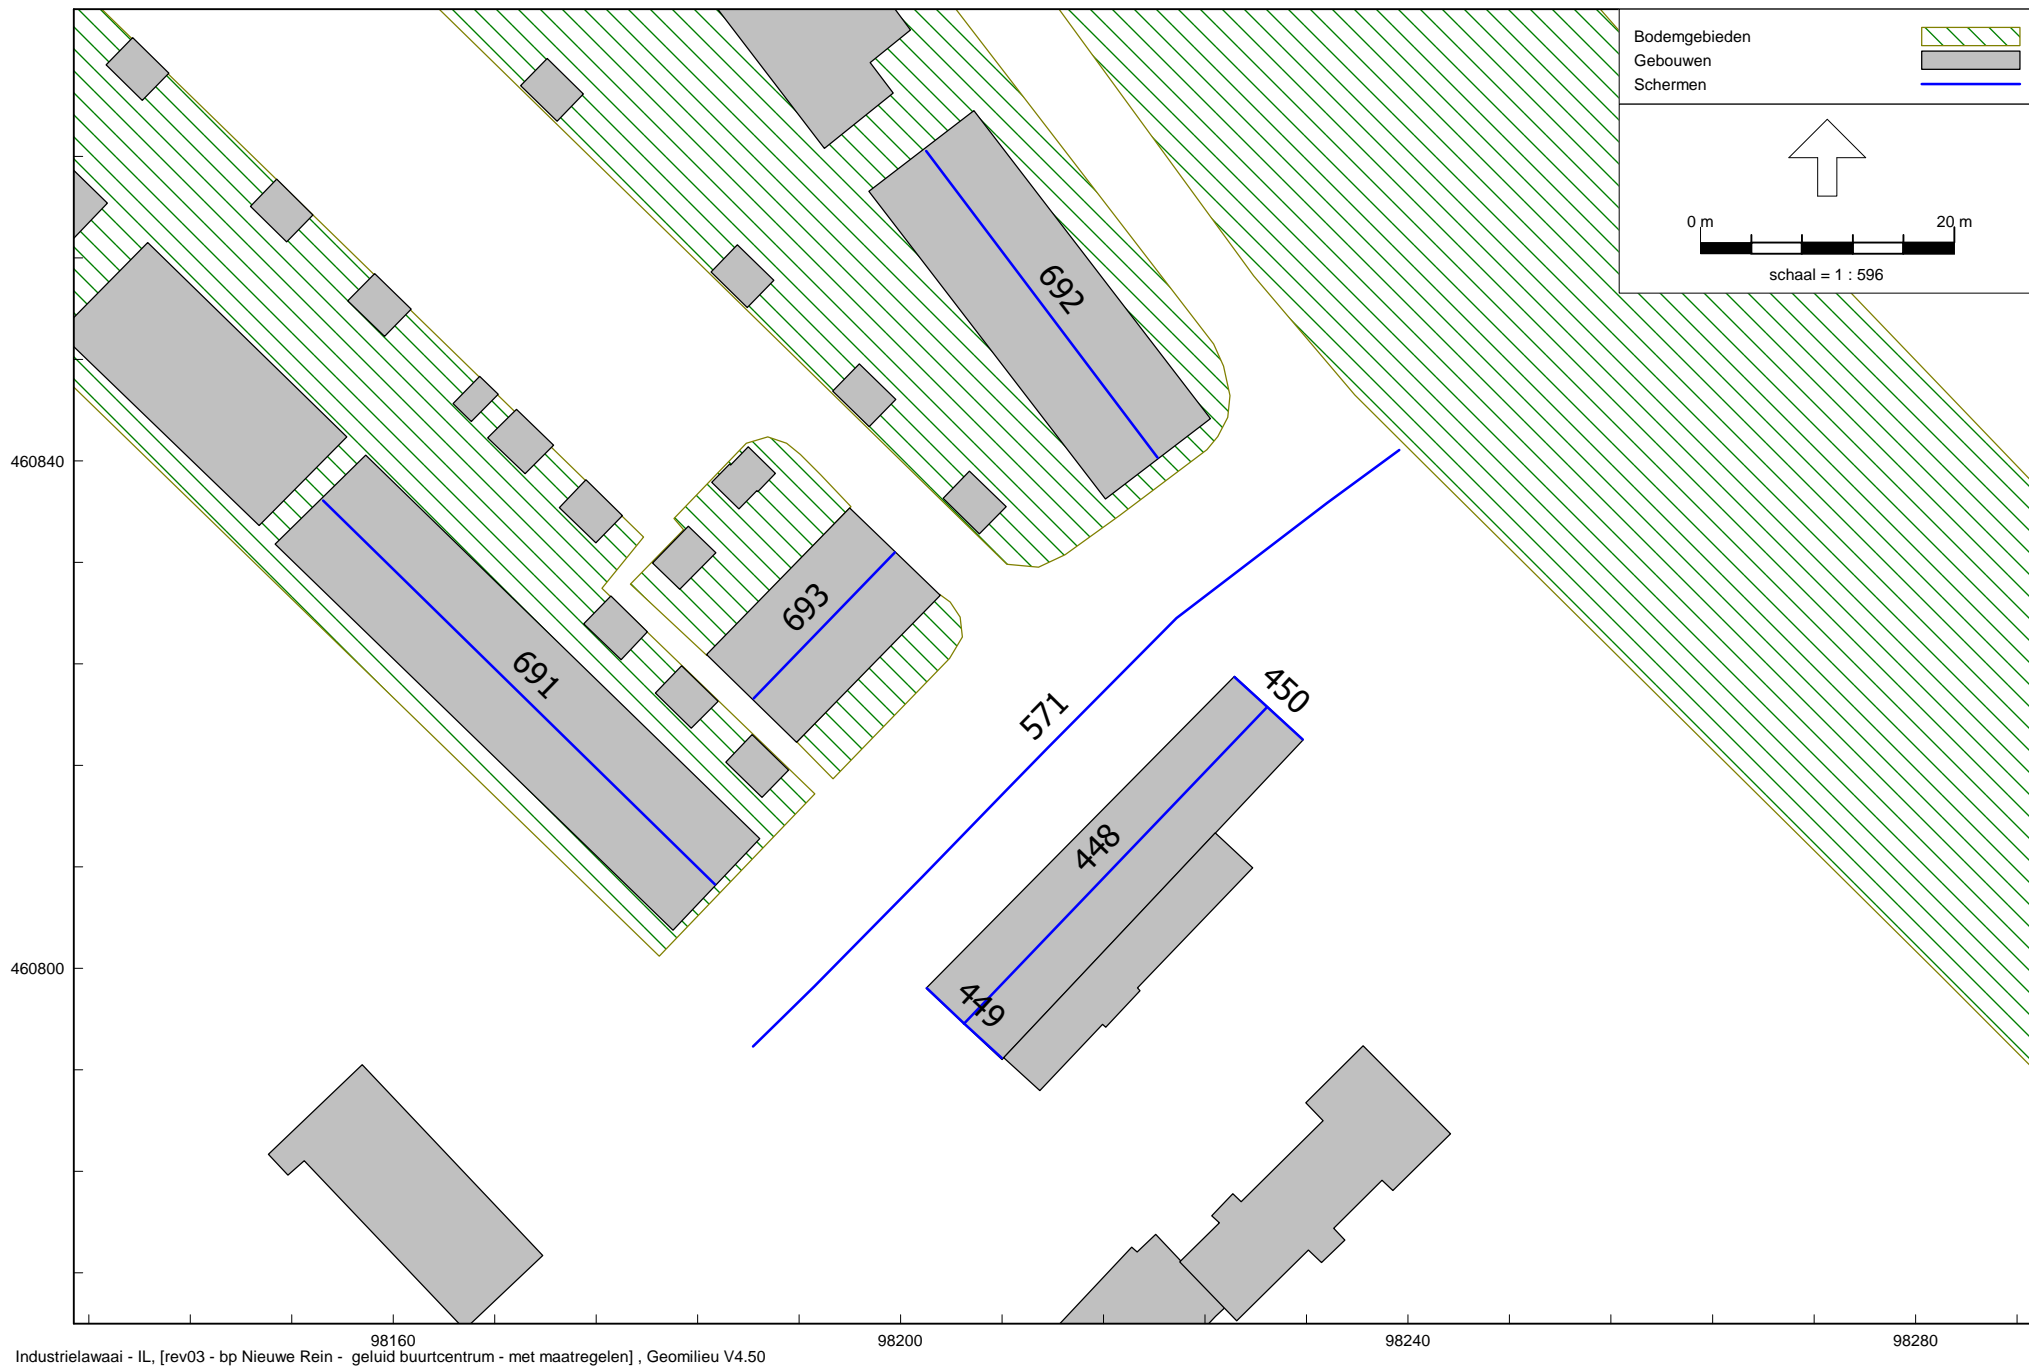 Bodemgebieden
Gebouwen
Schermen
0 m 20 m
schaal = 1 : 596
692
460840
693
691
450
571
448
460800
449
98160 98200 98240 98280
Industrielawaai - IL, [rev03 - bp Nieuwe Rein - geluid buurtcentrum - met maatregelen] , Geomilieu V4.50